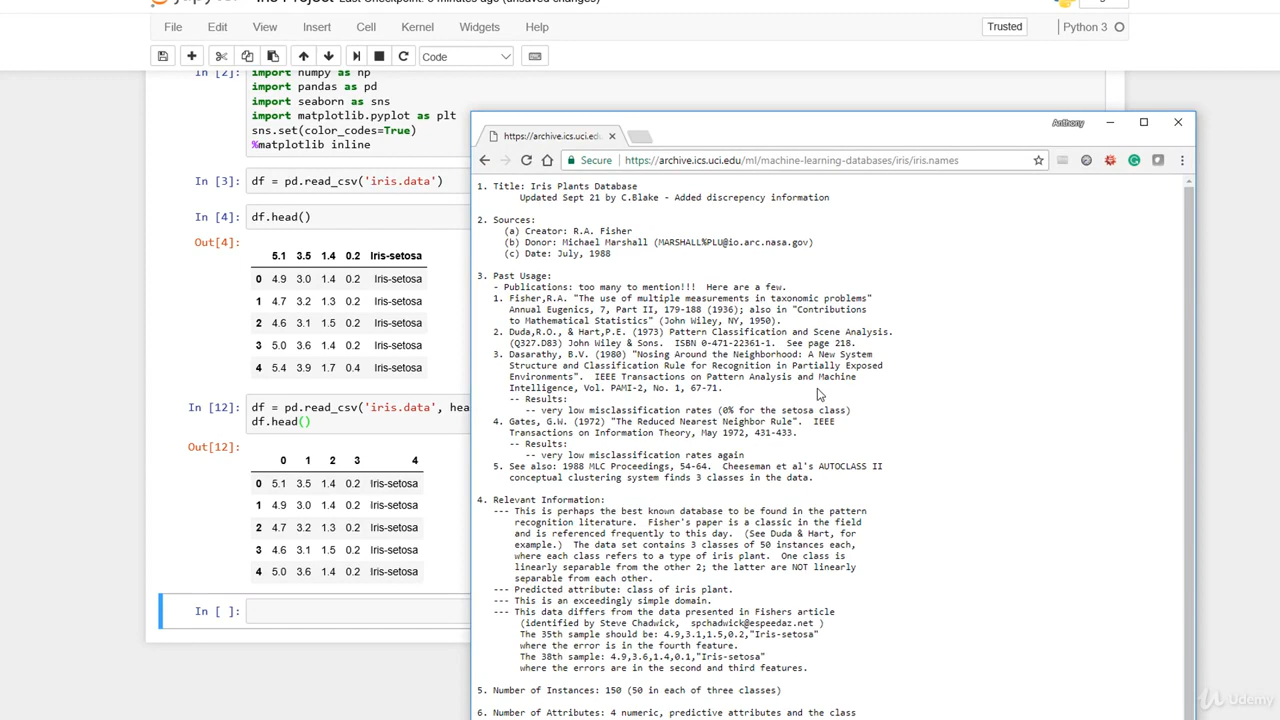 File Edit View Insert Cell Kernel Widgets Help Trusted Python 3
Code
In [2]: import numpy as np
import pandas as pd
import seaborn as sns
import matplotlib.pyplot as plt
sns.set(color_codes=True)
%matplotlib inline
In [3]: df = pd.read_csv('iris.data')
In [4]: df.head()
Out[4]:
5.1 3.5 1.4 0.2 Iris-setosa
0 4.9 3.0 1.4 0.2 Iris-setosa
1 4.7 3.2 1.3 0.2 Iris-setosa
2 4.6 3.1 1.5 0.2 Iris-setosa
3 5.0 3.6 1.4 0.2 Iris-setosa
4 5.4 3.9 1.7 0.4 Iris-setosa
In [12]: df = pd.read_csv('iris.data', hea
df.head()
Out[12]:
0 1 2 3 4
0 5.1 3.5 1.4 0.2 Iris-setosa
1 4.9 3.0 1.4 0.2 Iris-setosa
2 4.7 3.2 1.3 0.2 Iris-setosa
3 4.6 3.1 1.5 0.2 Iris-setosa
4 5.0 3.6 1.4 0.2 Iris-setosa
In [ ]:
Anthony
https://archive.ics.uci.edu
Secure https://archive.ics.uci.edu/ml/machine-learning-databases/iris/iris.names
1. Title: Iris Plants Database
Updated Sept 21 by C.Blake - Added discrepency information
2. Sources:
(a) Creator: R.A. Fisher
(b) Donor: Michael Marshall (MARSHALL%PLU@io.arc.nasa.gov)
(c) Date: July, 1988
3. Past Usage:
- Publications: too many to mention!!! Here are a few.
1. Fisher,R.A. "The use of multiple measurements in taxonomic problems"
Annual Eugenics, 7, Part II, 179-188 (1936); also in "Contributions
to Mathematical Statistics" (John Wiley, NY, 1950).
2. Duda,R.O., & Hart,P.E. (1973) Pattern Classification and Scene Analysis.
(Q327.D83) John Wiley & Sons. ISBN 0-471-22361-1. See page 218.
3. Dasarathy, B.V. (1980) "Nosing Around the Neighborhood: A New System
Structure and Classification Rule for Recognition in Partially Exposed
Environments". IEEE Transactions on Pattern Analysis and Machine
Intelligence, Vol. PAMI-2, No. 1, 67-71.
-- Results:
-- very low misclassification rates (0% for the setosa class)
4. Gates, G.W. (1972) "The Reduced Nearest Neighbor Rule". IEEE
Transactions on Information Theory, May 1972, 431-433.
-- Results:
-- very low misclassification rates again
5. See also: 1988 MLC Proceedings, 54-64. Cheeseman et al's AUTOCLASS II
conceptual clustering system finds 3 classes in the data.
4. Relevant Information:
--- This is perhaps the best known database to be found in the pattern
recognition literature. Fisher's paper is a classic in the field
and is referenced frequently to this day. (See Duda & Hart, for
example.) The data set contains 3 classes of 50 instances each,
where each class refers to a type of iris plant. One class is
linearly separable from the other 2; the latter are NOT linearly
separable from each other.
--- Predicted attribute: class of iris plant.
--- This is an exceedingly simple domain.
--- This data differs from the data presented in Fishers article
(identified by Steve Chadwick, spchadwick@espeedaz.net )
The 35th sample should be: 4.9,3.1,1.5,0.2,"Iris-setosa"
where the error is in the fourth feature.
The 38th sample: 4.9,3.6,1.4,0.1,"Iris-setosa"
where the errors are in the second and third features.
5. Number of Instances: 150 (50 in each of three classes)
6. Number of Attributes: 4 numeric, predictive attributes and the class
Udemy